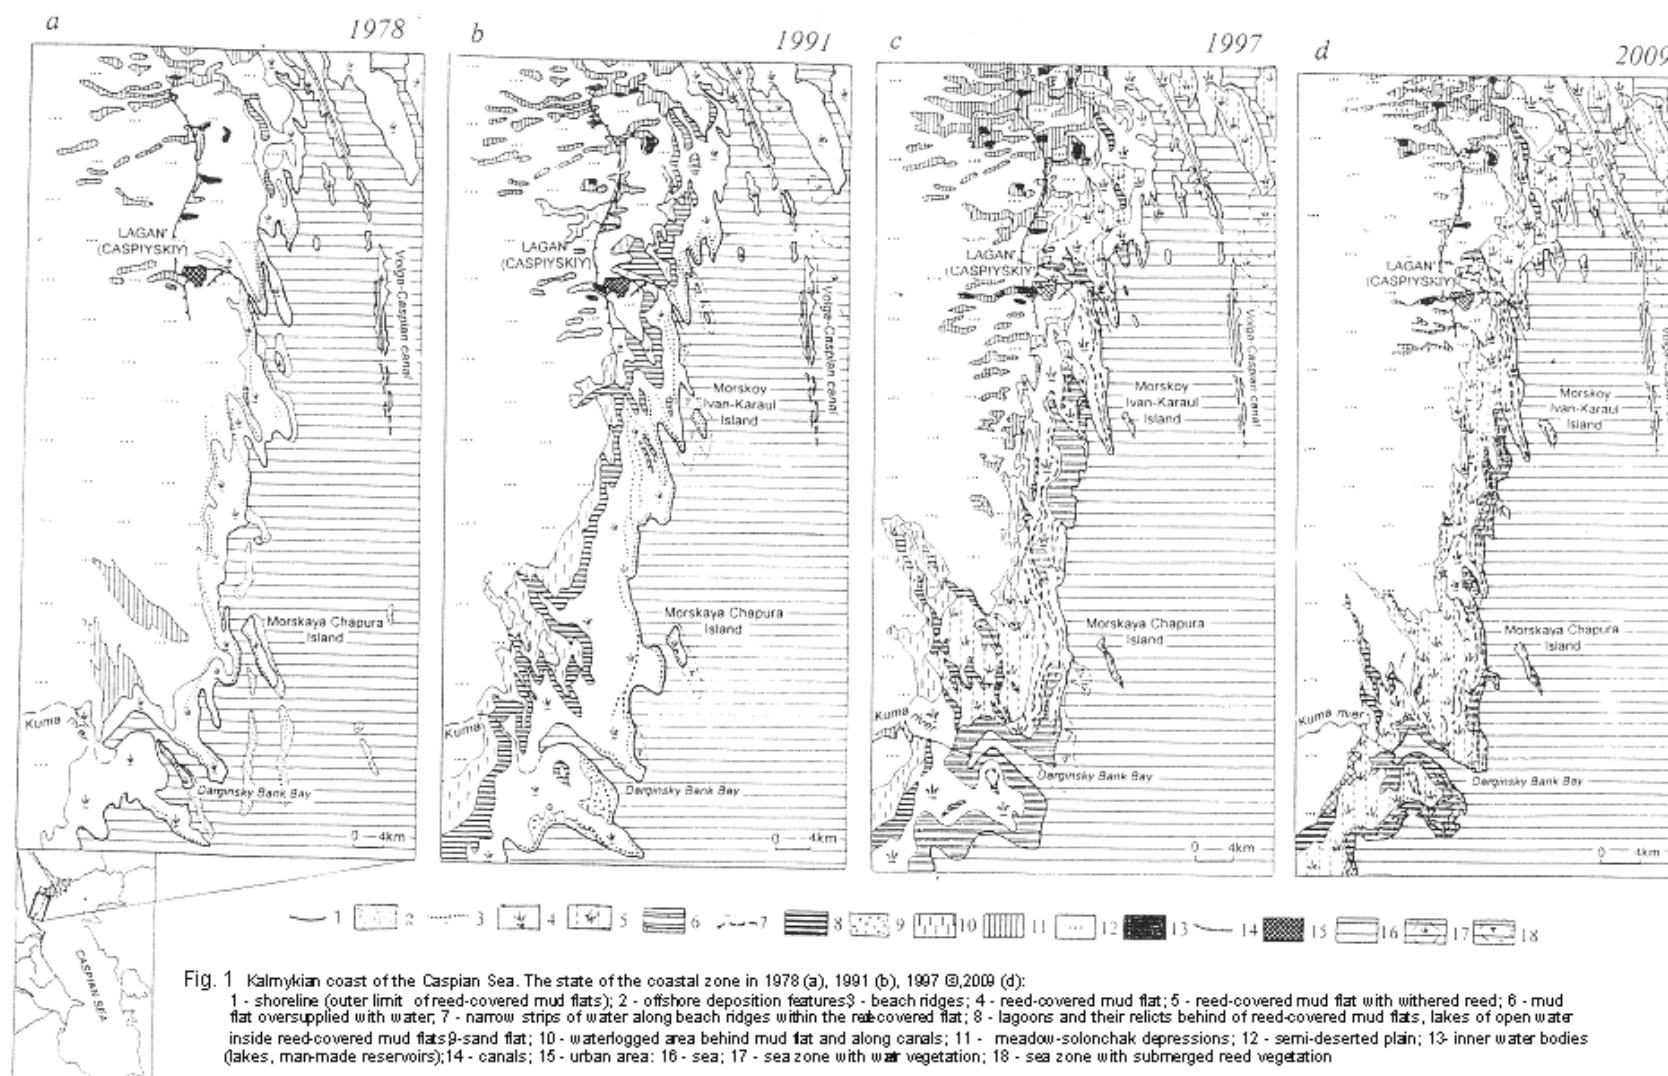 a
1978
b
1991
c
1997
d
2009
LAGAN'
(CASPIYSKIY)
Volga-Caspian canal
Morskaya Chapura
Island
Kuma river
Darginsky Bank Bay
0 4km
LAGAN'
(CASPIYSKIY)
Volga-Caspian canal
Morskoy
Ivan-Karaul
Island
Morskaya Chapura
Island
Kuma
Darginsky Bank Bay
0 4km
LAGAN'
(CASPIYSKIY)
Volga-Caspian canal
Morskoy
Ivan-Karaul
Island
Morskaya Chapura
Island
Kuma river
Darginsky Bank Bay
0 4km
LAGAN'
(CASPIYSKIY)
Morskoy
Ivan-Karaul
Island
Morskaya Chapura
Island
Kuma river
Darginsky Bank Bay
0 4km
CASPIAN SEA
1 2 3 4 5 6 7 8 9 10 11 12 13 14 15 16 17 18
Fig. 1 Kalmykian coast of the Caspian Sea. The state of the coastal zone in 1978 (a), 1991 (b), 1997 ©,2009 (d):
1 - shoreline (outer limit of reed-covered mud flats); 2 - offshore deposition features3 - beach ridges; 4 - reed-covered mud flat; 5 - reed-covered mud flat with withered reed; 6 - mud
flat oversupplied with water; 7 - narrow strips of water along beach ridges within the reed-covered flat; 8 - lagoons and their relicts behind of reed-covered mud flats, lakes of open water
inside reed-covered mud flats9-sand flat; 10 - waterlogged area behind mud flat and along canals; 11 - meadow-solonchak depressions; 12 - semi-deserted plain; 13- inner water bodies
(lakes, man-made reservoirs);14 - canals; 15 - urban area: 16 - sea; 17 - sea zone with water vegetation; 18 - sea zone with submerged reed vegetation